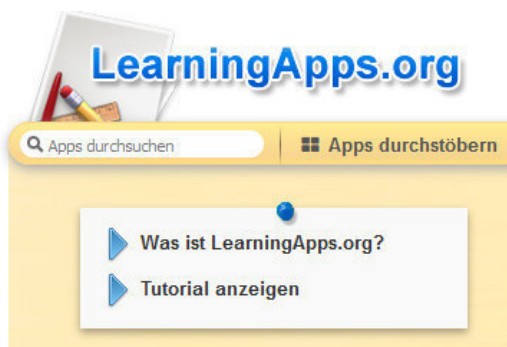 LearningApps.org
Apps durchsuchen
Apps durchstöbern
Was ist LearningApps.org?
Tutorial anzeigen